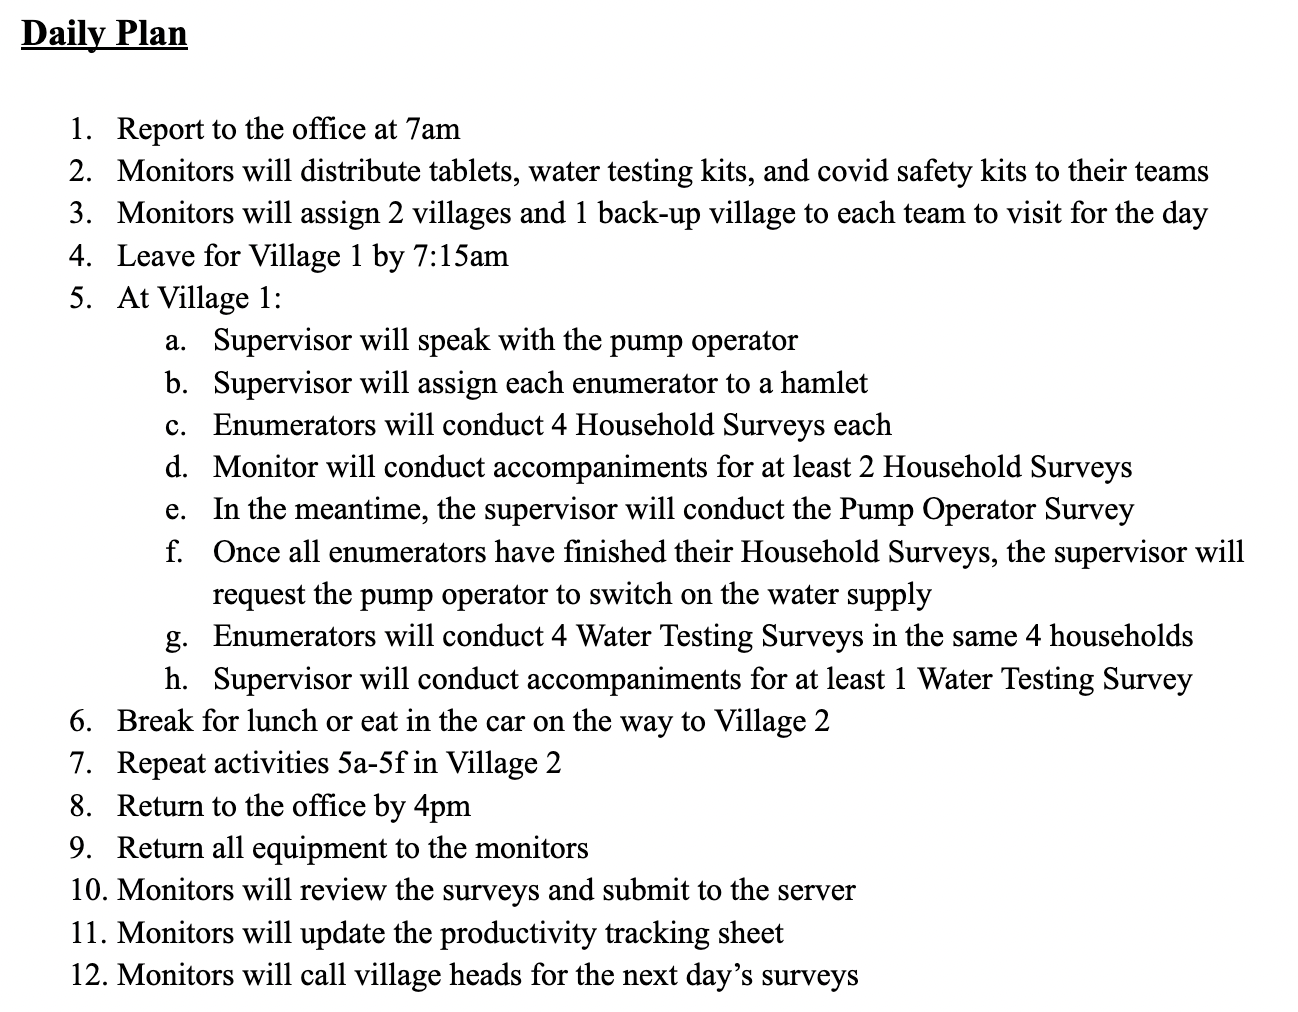 Daily Plan
1. Report to the office at 7am
2. Monitors will distribute tablets, water testing kits, and covid safety kits to their teams
3. Monitors will assign 2 villages and 1 back-up village to each team to visit for the day
4. Leave for Village 1 by 7:15am
5. At Village 1:
a. Supervisor will speak with the pump operator
b. Supervisor will assign each enumerator to a hamlet
c. Enumerators will conduct 4 Household Surveys each
d. Monitor will conduct accompaniments for at least 2 Household Surveys
e. In the meantime, the supervisor will conduct the Pump Operator Survey
f. Once all enumerators have finished their Household Surveys, the supervisor will
request the pump operator to switch on the water supply
g. Enumerators will conduct 4 Water Testing Surveys in the same 4 households
h. Supervisor will conduct accompaniments for at least 1 Water Testing Survey
6. Break for lunch or eat in the car on the way to Village 2
7. Repeat activities 5a-5f in Village 2
8. Return to the office by 4pm
9. Return all equipment to the monitors
10. Monitors will review the surveys and submit to the server
11. Monitors will update the productivity tracking sheet
12. Monitors will call village heads for the next day’s surveys